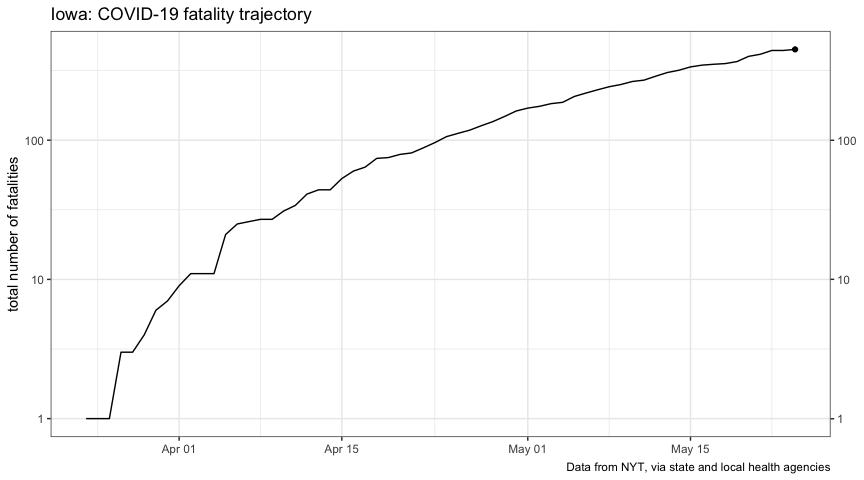 Iowa: COVID-19 fatality trajectory
total number of fatalities
100
10
1
100
10
1
Apr 01
Apr 15
May 01
May 15
Data from NYT, via state and local health agencies